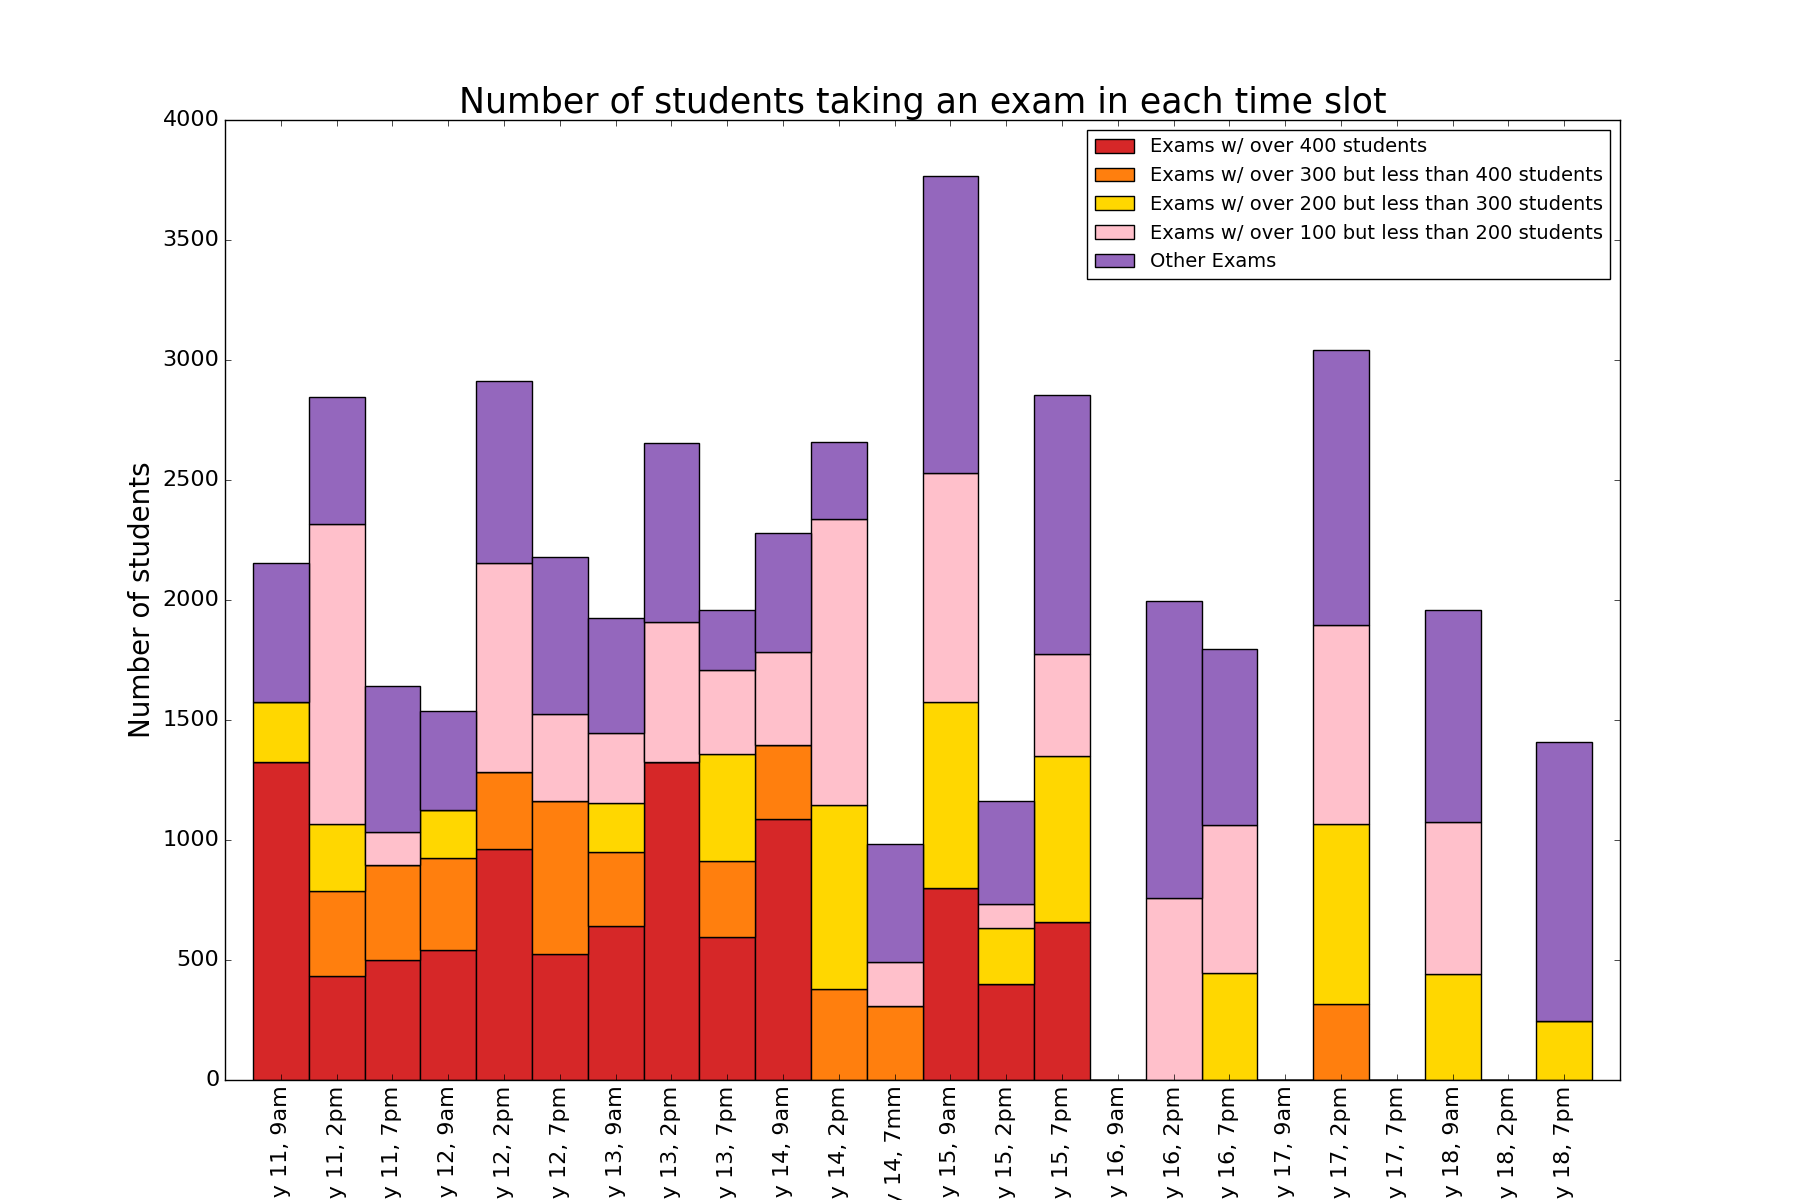 Number of students taking an exam in each time slot
Exams w/ over 400 students
Exams w/ over 300 but less than 400 students
Exams w/ over 200 but less than 300 students
Exams w/ over 100 but less than 200 students
Other Exams
Number of students
4000
3500
3000
2500
2000
1500
1000
500
0
y 11, 9am
y 11, 2pm
y 11, 7pm
y 12, 9am
y 12, 2pm
y 12, 7pm
y 13, 9am
y 13, 2pm
y 13, 7pm
y 14, 9am
y 14, 2pm
y 14, 7mm
y 15, 9am
y 15, 2pm
y 15, 7pm
y 16, 9am
y 16, 2pm
y 16, 7pm
y 17, 9am
y 17, 2pm
y 17, 7pm
y 18, 9am
y 18, 2pm
y 18, 7pm